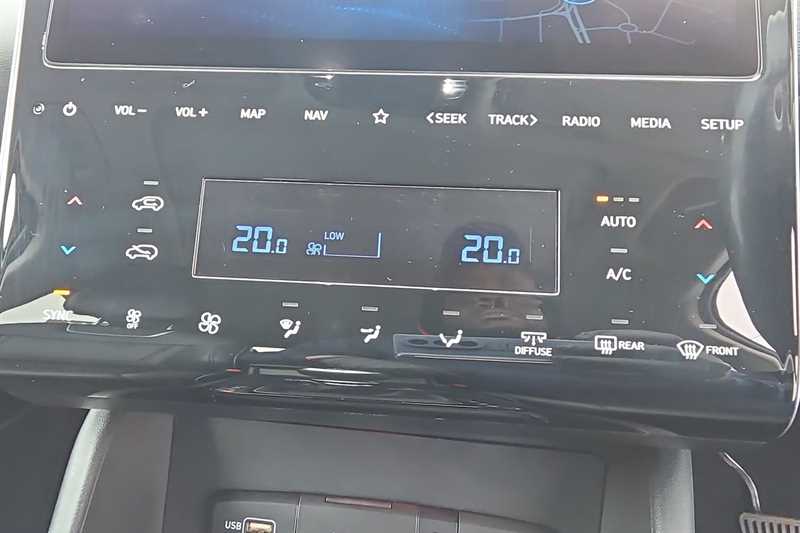 VOL− VOL+ MAP NAV <SEEK TRACK> RADIO MEDIA SETUP
20.0 LOW 20.0
AUTO
A/C
SYNC OFF DIFFUSE REAR FRONT
USB